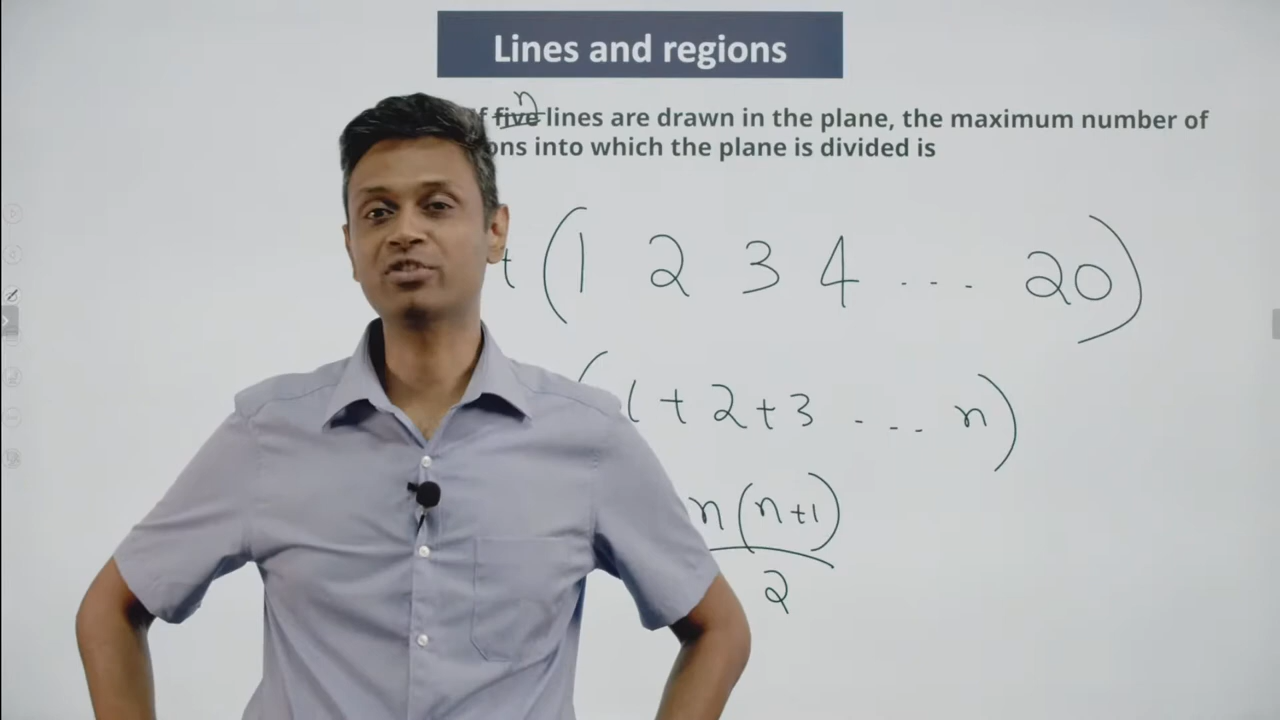 Lines and regions
n
five lines are drawn in the plane, the maximum number of
into which the plane is divided is
+ (1 2 3 4 ... 20)
(1+2+3 ... n)
n(n+1)
2